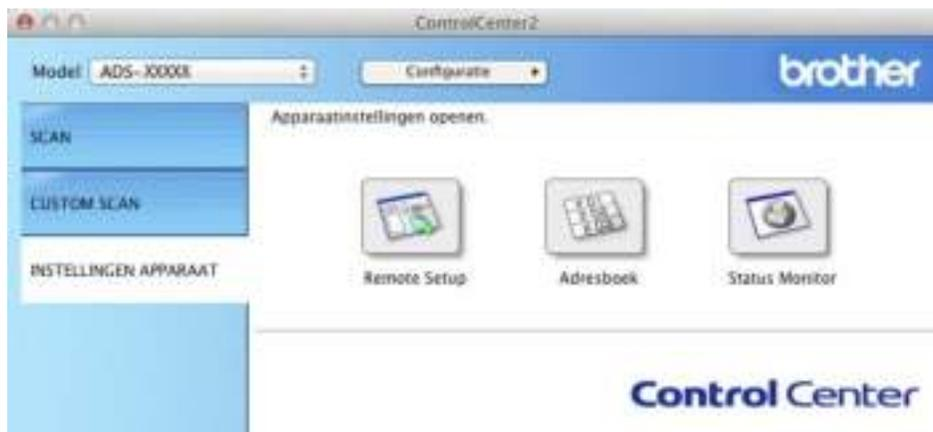 ControlCenter2
Model ADS-XXXXX Configuratie brother
SCAN
CUSTOM SCAN
INSTELLINGEN APPARAAT
Apparaatinstellingen openen.
Remote Setup Adresboek Status Monitor
Control Center